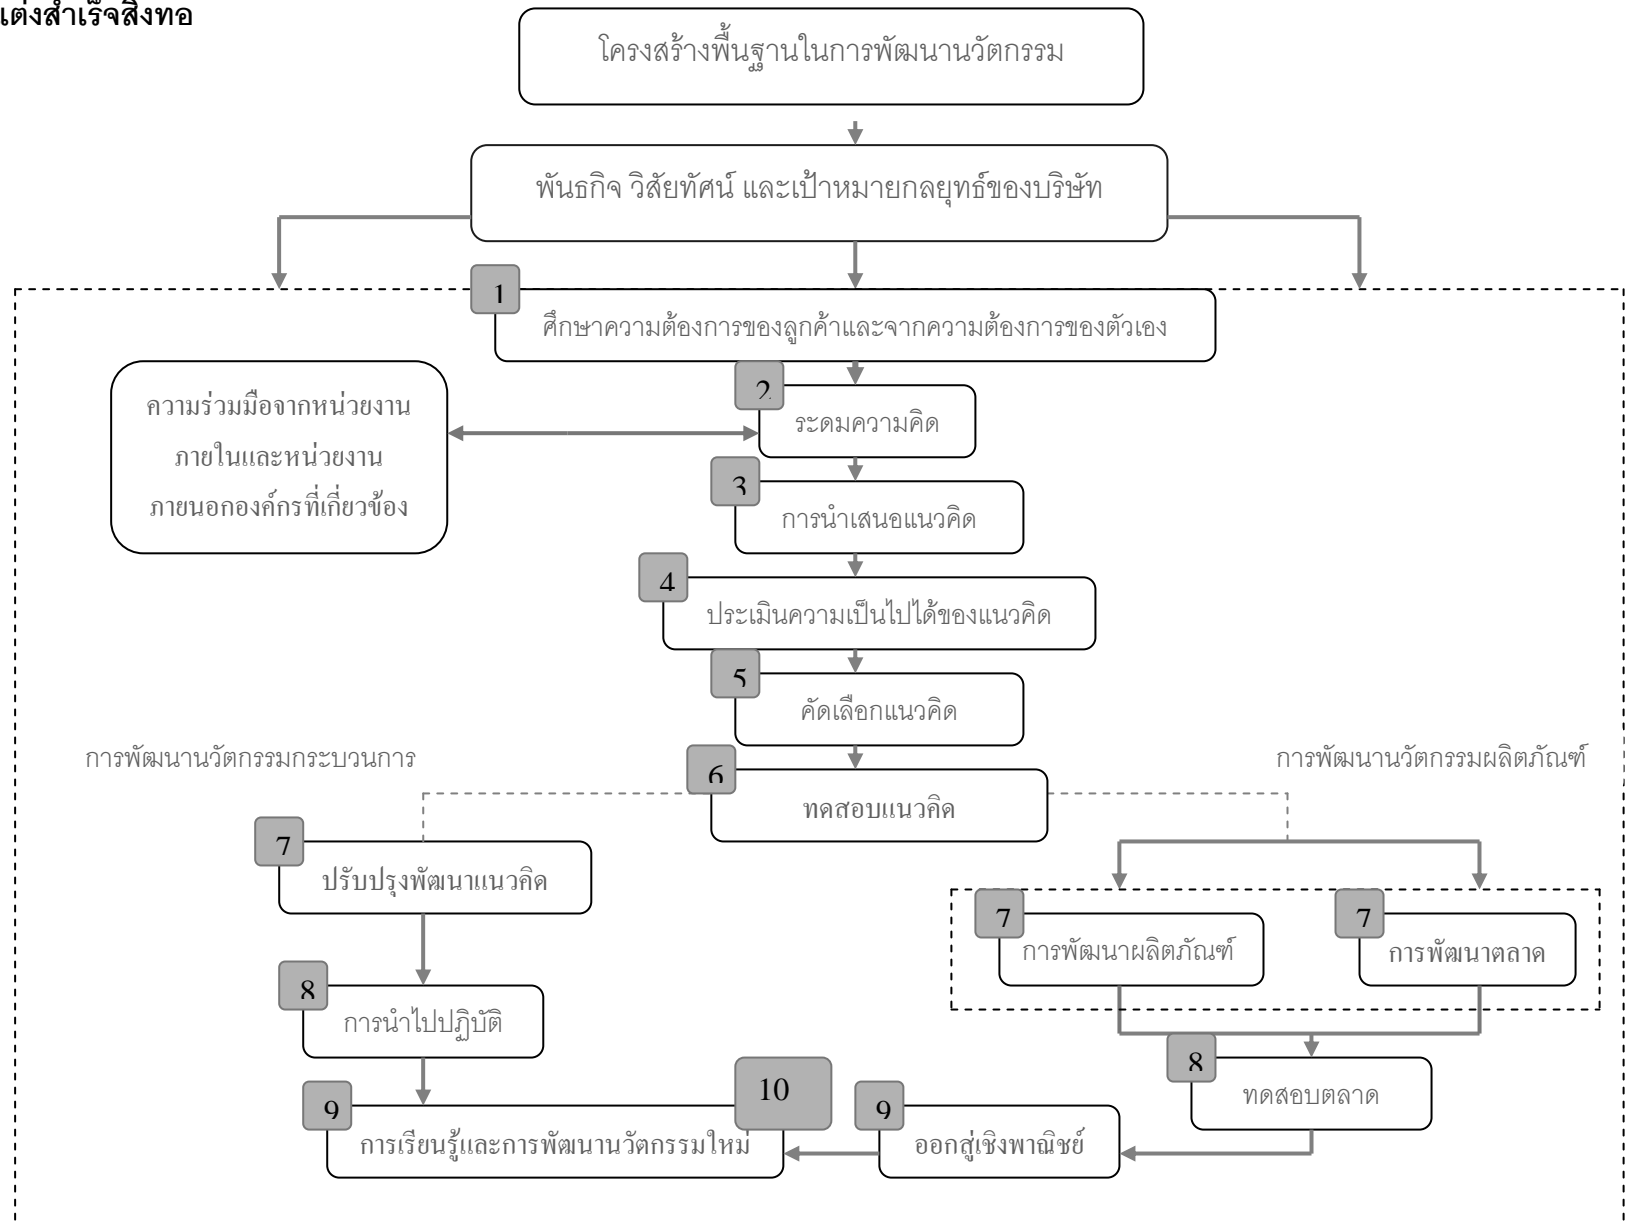 แต่งสำเร็จสิ่งทอ
โครงสร้างพื้นฐานในการพัฒนานวัตกรรม
พันธกิจ วิสัยทัศน์ และเป้าหมายกลยุทธ์ของบริษัท
1
ศึกษาความต้องการของลูกค้าและจากความต้องการของตัวเอง
2
ระดมความคิด
ความร่วมมือจากหน่วยงาน
ภายในและหน่วยงาน
ภายนอกองค์กรที่เกี่ยวข้อง
3
การนำเสนอแนวคิด
4
ประเมินความเป็นไปได้ของแนวคิด
5
คัดเลือกแนวคิด
การพัฒนานวัตกรรมกระบวนการ
การพัฒนานวัตกรรมผลิตภัณฑ์
6
ทดสอบแนวคิด
7
ปรับปรุงพัฒนาแนวคิด
7
การพัฒนาผลิตภัณฑ์
7
การพัฒนาตลาด
8
การนำไปปฏิบัติ
8
ทดสอบตลาด
9
10
การเรียนรู้และการพัฒนานวัตกรรมใหม่
9
ออกสู่เชิงพาณิชย์